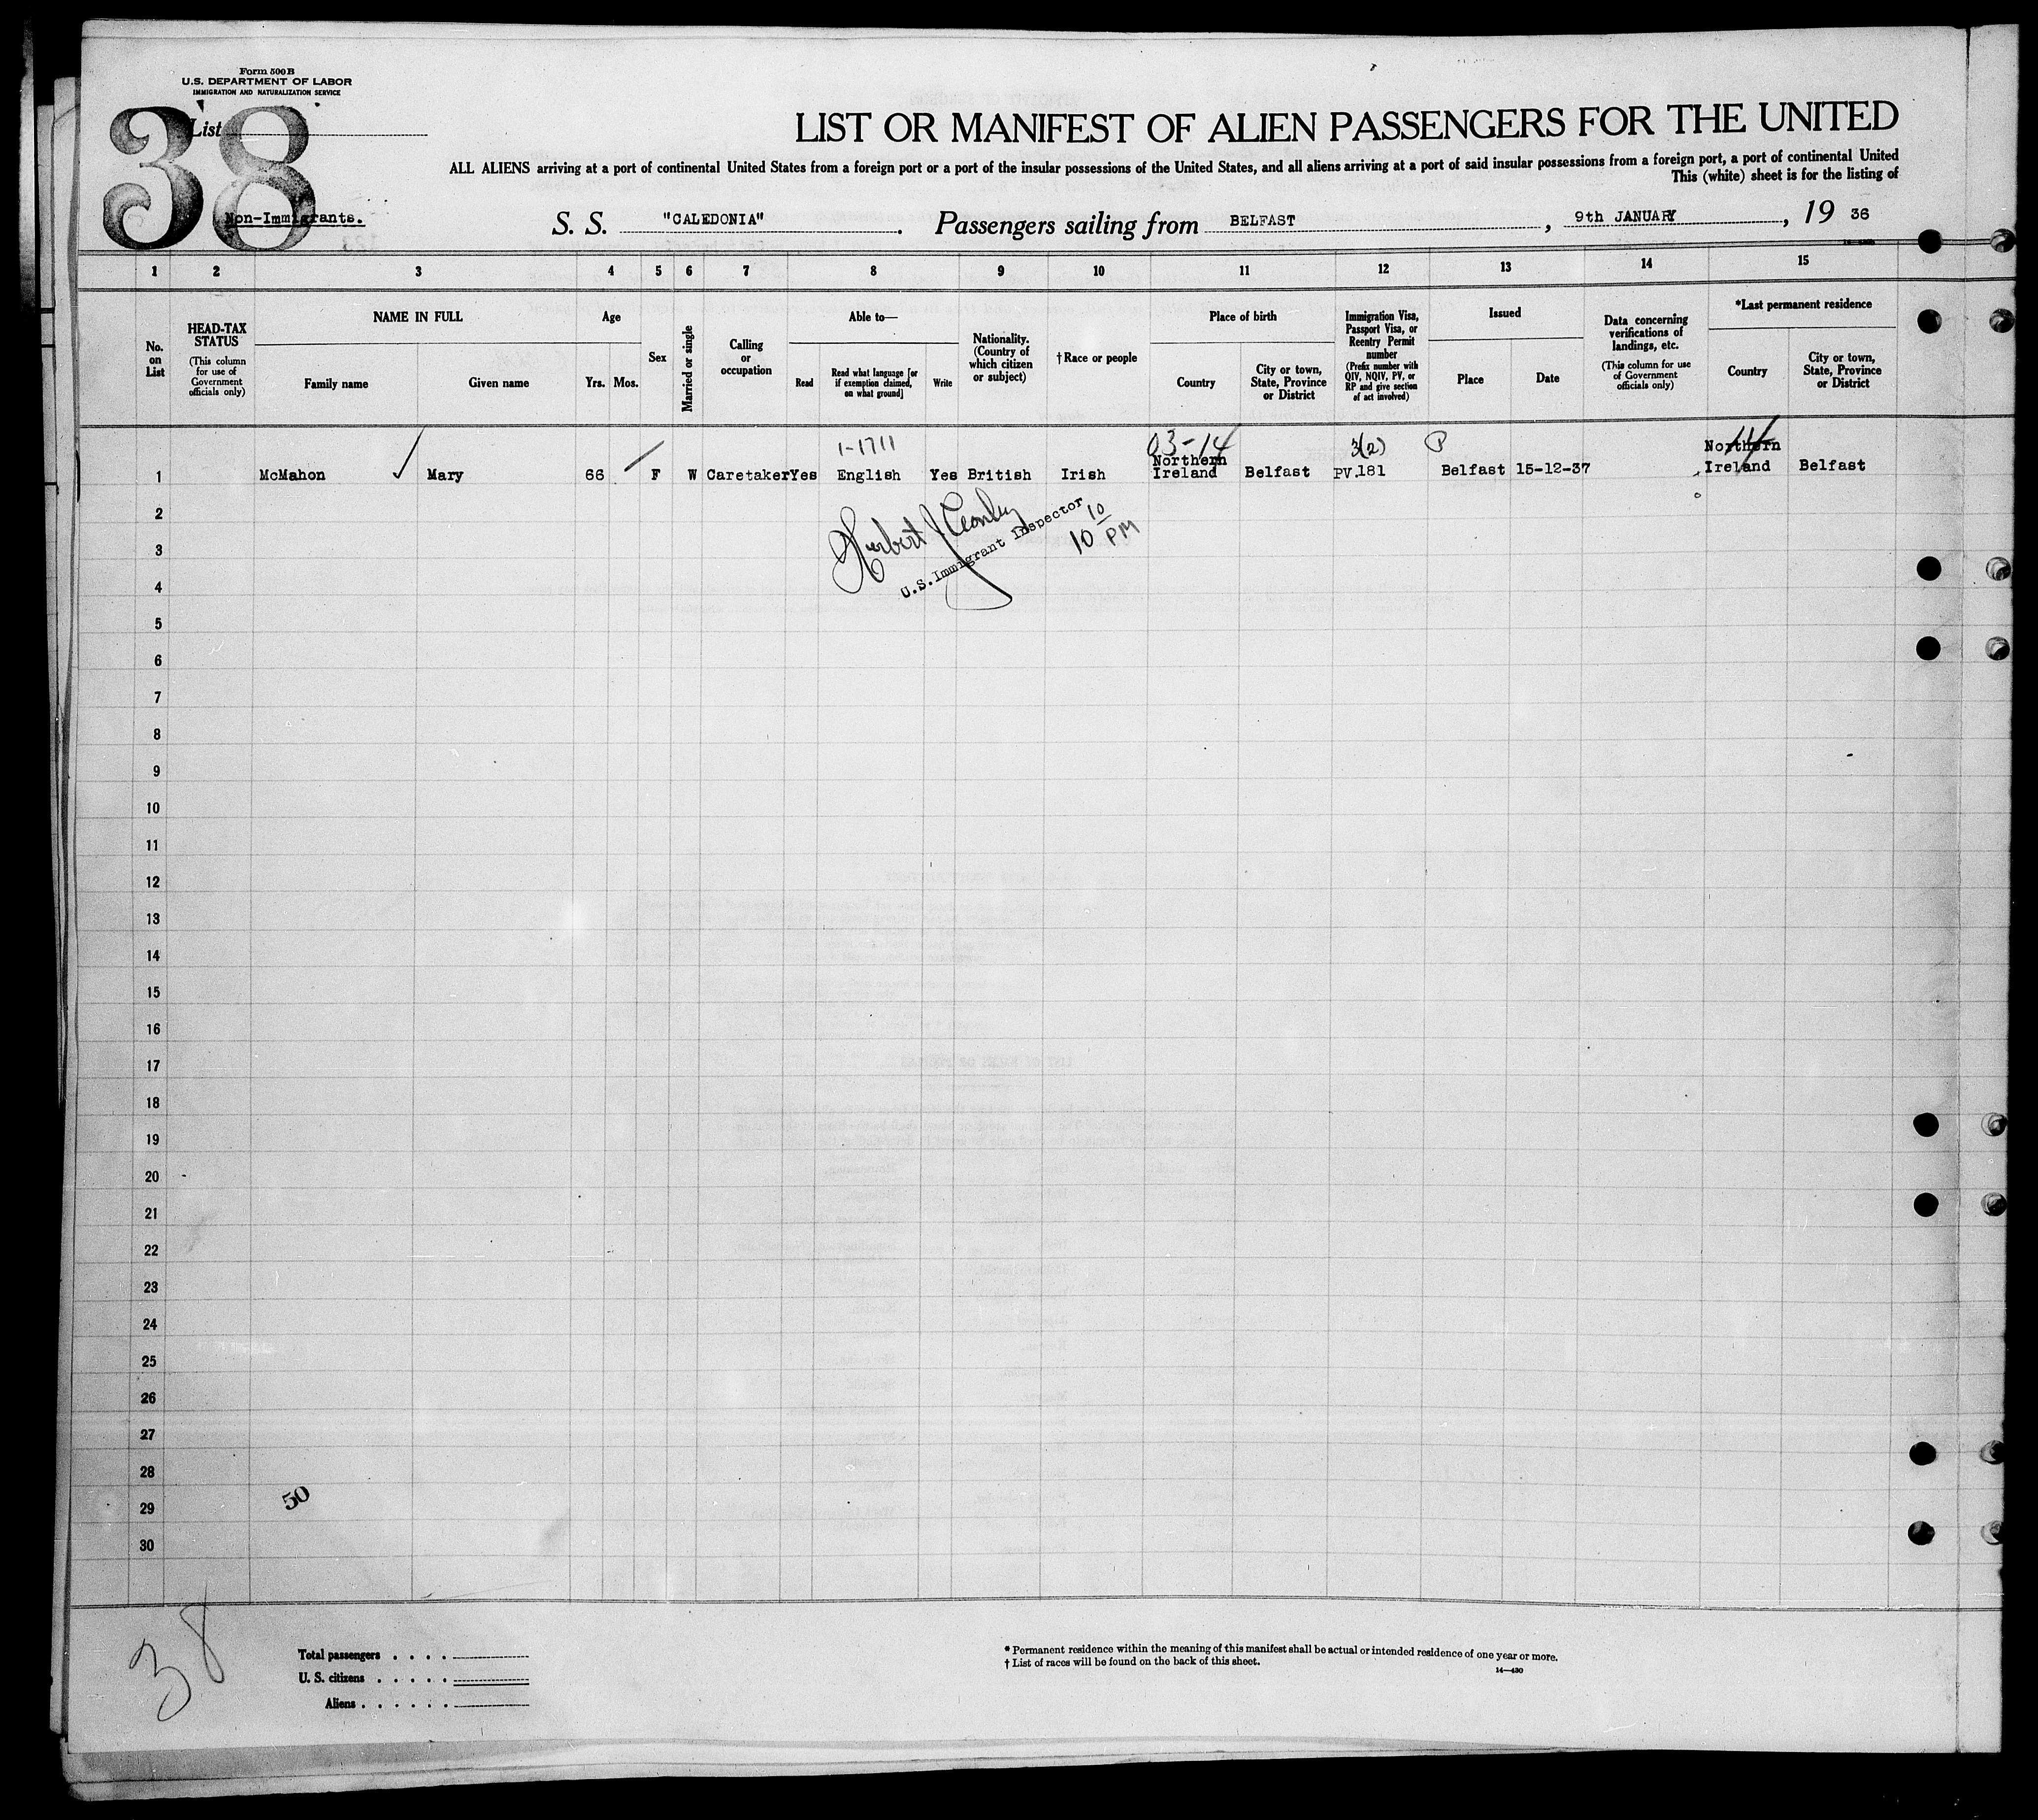 Form 500 B
U.S. DEPARTMENT OF LABOR
IMMIGRATION AND NATURALIZATION SERVICE
38
List
LIST OR MANIFEST OF ALIEN PASSENGERS FOR THE UNITED
ALL ALIENS arriving at a port of continental United States from a foreign port or a port of the insular possessions of the United States, and all aliens arriving at a port of said insular possessions from a foreign port, a port of continental United
This (white) sheet is for the listing of
Non-Immigrants.
S. S. "CALEDONIA". Passengers sailing from BELFAST, 9th JANUARY, 19 38
1 2 3 4 5 6 7 8 9 10 11 12 13 14 15
No. on List
HEAD-TAX STATUS
(This column for use of Government officials only)
NAME IN FULL
Family name
Given name
Age
Yrs. Mos.
Sex
Married or single
Calling or occupation
Able to—
Read
Read what language [or if exemption claimed, on what ground]
Write
Nationality. (Country of which citizen or subject)
† Race or people
Place of birth
Country
City or town, State, Province or District
Immigration Visa, Passport Visa, or Reentry Permit number
(Prefix number with QIV, NQIV, PV, or RP and give section of act involved)
Issued
Place
Date
Data concerning verifications of landings, etc.
(This column for use of Government officials only)
*Last permanent residence
Country
City or town, State, Province or District
1-1711 03-14 3(2) P
1 McMahon Mary 66 F W Caretaker Yes English Yes British Irish Northern Ireland Belfast PV.181 Belfast 15-12-37 Northern Ireland Belfast
Herbert J
U.S. Immigrant Inspector
10
10 PM
2
3
4
5
6
7
8
9
10
11
12
13
14
15
16
17
18
19
20
21
22
23
24
25
26
27
28
50
29
30
38
Total passengers
U. S. citizens
Aliens
* Permanent residence within the meaning of this manifest shall be actual or intended residence of one year or more.
† List of races will be found on the back of this sheet.
14—430